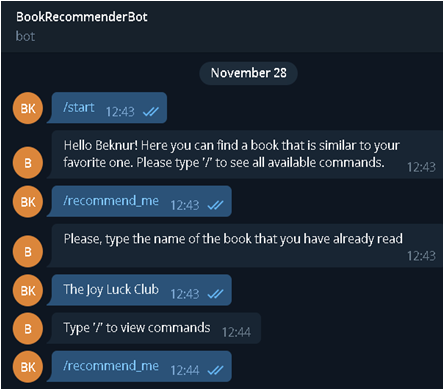 BookRecommenderBot
bot
November 28
BK
/start 12:43
Hello Beknur! Here you can find a book that is similar to your
favorite one. Please type '/' to see all available commands.
B
12:43
BK
/recommend_me 12:43
Please, type the name of the book that you have already read
B
12:43
BK
The Joy Luck Club 12:43
B
Type '/' to view commands 12:44
BK
/recommend_me 12:44